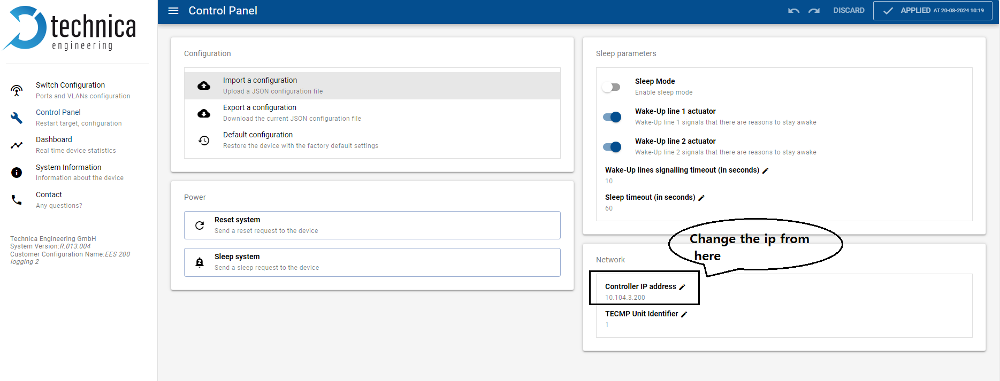 technica
engineering
Switch Configuration
Ports and VLANs configuration
Control Panel
Restart target, configuration
Dashboard
Real time device statistics
System Information
Information about the device
Contact
Any questions?
Technica Engineering GmbH
System Version:R.013.004
Customer Configuration Name:EES 200
logging 2
Control Panel
DISCARD
APPLIED AT 20-08-2024 10:19
Configuration
Import a configuration
Upload a JSON configuration file
Export a configuration
Download the current JSON configuration file
Default configuration
Restore the device with the factory default settings
Power
Reset system
Send a reset request to the device
Sleep system
Send a sleep request to the device
Sleep parameters
Sleep Mode
Enable sleep mode
Wake-Up line 1 actuator
Wake-Up line 1 signals that there are reasons to stay awake
Wake-Up line 2 actuator
Wake-Up line 2 signals that there are reasons to stay awake
Wake-Up lines signalling timeout (in seconds)
10
Sleep timeout (in seconds)
60
Change the ip from
here
Network
Controller IP address
10.104.3.200
TECMP Unit Identifier
1